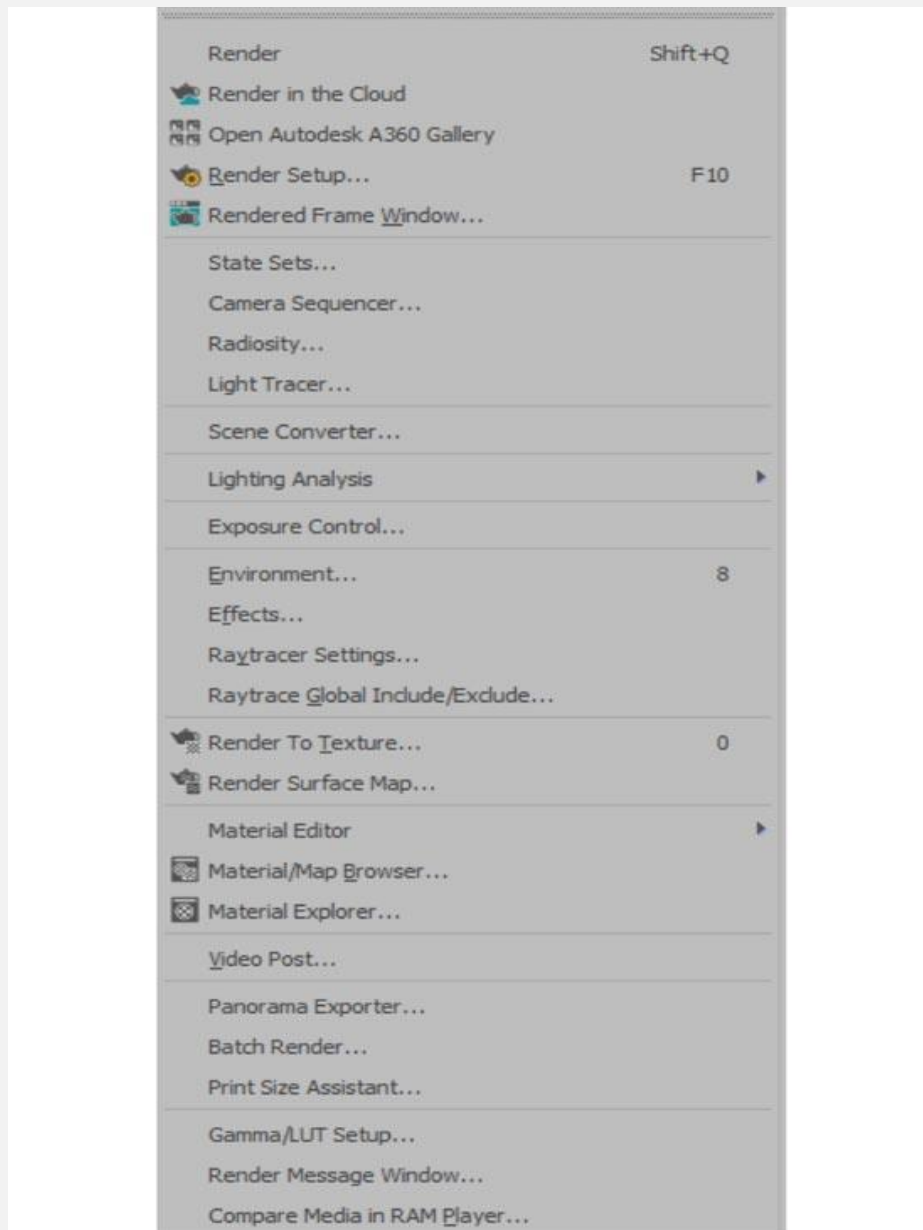 Render Shift+Q
Render in the Cloud
Open Autodesk A360 Gallery
Render Setup... F10
Rendered Frame Window...
State Sets...
Camera Sequencer...
Radiosity...
Light Tracer...
Scene Converter...
Lighting Analysis
Exposure Control...
Environment... 8
Effects...
Raytracer Settings...
Raytrace Global Include/Exclude...
Render To Texture... 0
Render Surface Map...
Material Editor
Material/Map Browser...
Material Explorer...
Video Post...
Panorama Exporter...
Batch Render...
Print Size Assistant...
Gamma/LUT Setup...
Render Message Window...
Compare Media in RAM Player...